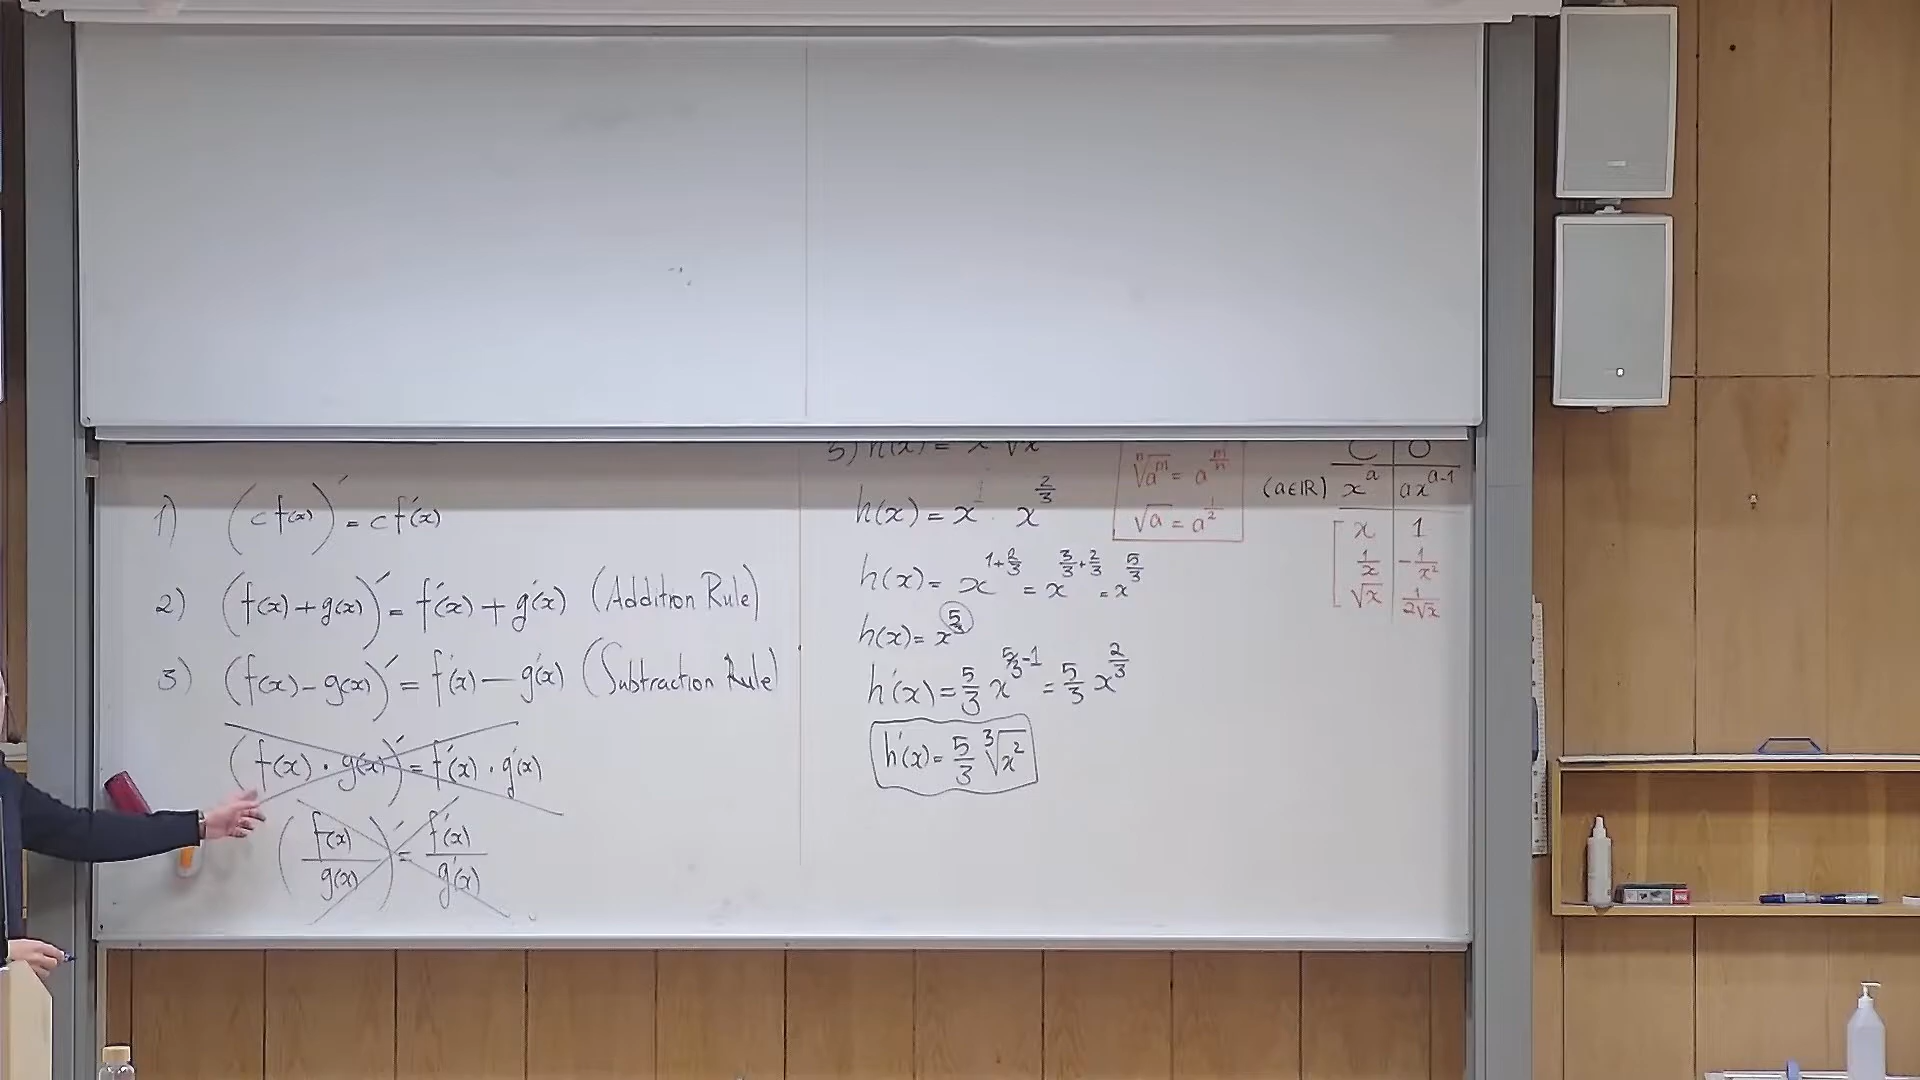 1) (c f(x))′ = c f′(x)
2) (f(x) + g(x))′ = f′(x) + g′(x) (Addition Rule)
3) (f(x) - g(x))′ = f′(x) - g′(x) (Subtraction Rule)
(f(x) · g(x))′ = f′(x) · g′(x)
(f(x)/g(x))′ = f′(x)/g′(x)
h(x) = x¹ · x^(2/3)
h(x) = x^(1+2/3) = x^(3/3+2/3) = x^(5/3)
h(x) = x^(5/3)
h′(x) = 5/3 x^(5/3-1) = 5/3 x^(2/3)
h′(x) = 5/3 ∛x²
ⁿ√a^m = a^(m/n)
√a = a^(1/2)
C | 0
(a∈ℝ) x^a | ax^(a-1)
x | 1
1/x | -1/x²
√x | 1/(2√x)